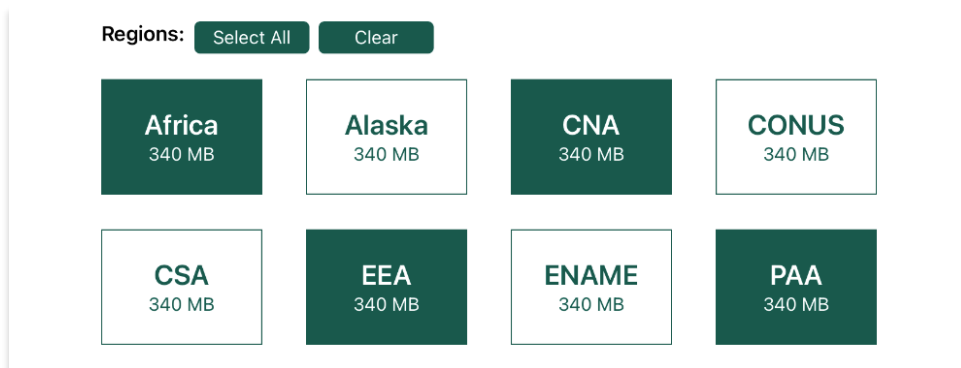 Regions: Select All Clear
Africa
340 MB
Alaska
340 MB
CNA
340 MB
CONUS
340 MB
CSA
340 MB
EEA
340 MB
ENAME
340 MB
PAA
340 MB